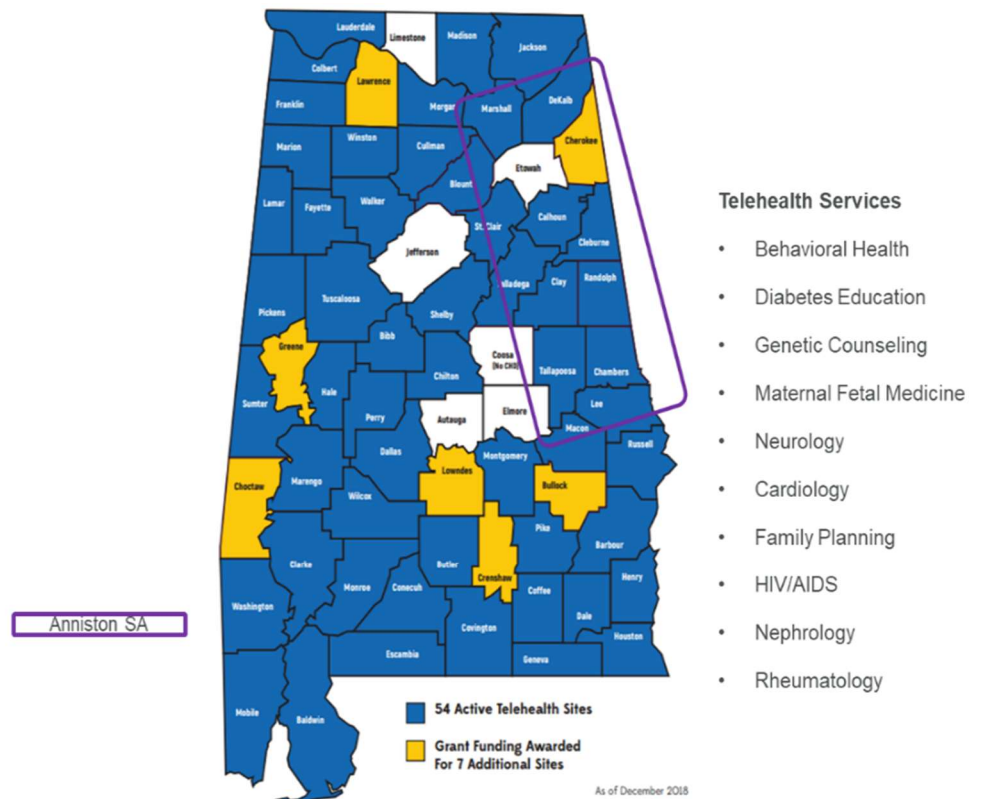 Lauderdale
Limestone
Madison
Jackson
Colbert
Lawrence
Franklin
Morgan
Marshall
DeKalb
Cherokee
Marion
Winston
Cullman
Etowah
Blount
Lamar
Fayette
Walker
St. Clair
Calhoun
Cleburne
Jefferson
Talladega
Clay
Randolph
Pickens
Tuscaloosa
Shelby
Bibb
Greene
Coosa
(No CHD)
Tallapoosa
Chambers
Chilton
Hale
Sumter
Perry
Autauga
Elmore
Lee
Macon
Russell
Dallas
Montgomery
Lowndes
Bullock
Choctaw
Marengo
Wilcox
Pike
Barbour
Clarke
Butler
Crenshaw
Henry
Monroe
Conecuh
Coffee
Washington
Covington
Dale
Houston
Escambia
Geneva
Mobile
Baldwin
Anniston SA
54 Active Telehealth Sites
Grant Funding Awarded
For 7 Additional Sites
As of December 2018
Telehealth Services
• Behavioral Health
• Diabetes Education
• Genetic Counseling
• Maternal Fetal Medicine
• Neurology
• Cardiology
• Family Planning
• HIV/AIDS
• Nephrology
• Rheumatology